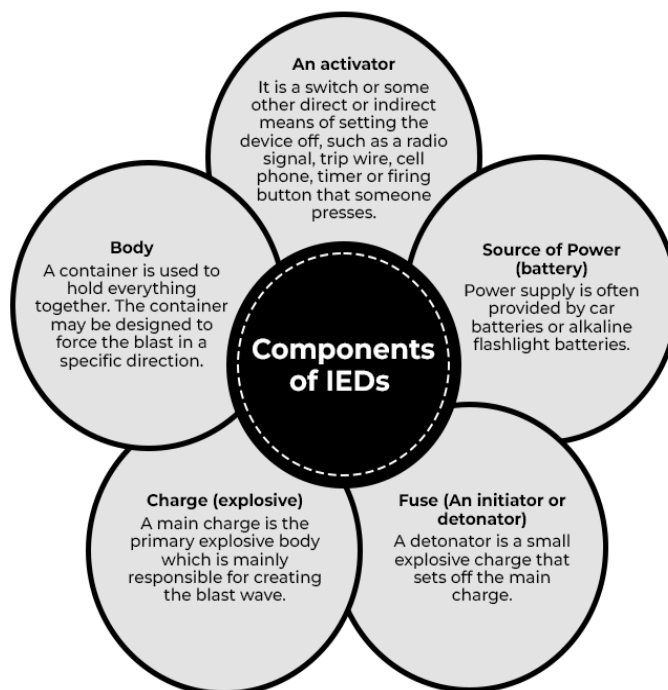 An activator
It is a switch or some
other direct or indirect
means of setting the
device off, such as a radio
signal, trip wire, cell
phone, timer or firing
button that someone
presses.
Body
A container is used to
hold everything
together. The container
may be designed to
force the blast in a
specific direction.
Source of Power
(battery)
Power supply is often
provided by car
batteries or alkaline
flashlight batteries.
Components
of IEDs
Charge (explosive)
A main charge is the
primary explosive body
which is mainly
responsible for creating
the blast wave.
Fuse (An initiator or
detonator)
A detonator is a small
explosive charge that
sets off the main
charge.